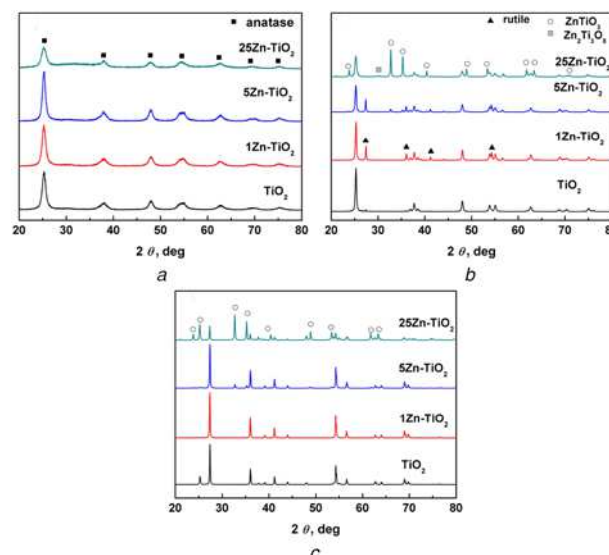 anatase
25Zn-TiO2
5Zn-TiO2
1Zn-TiO2
TiO2
20 30 40 50 60 70 80
2 θ, deg
a
rutile
ZnTiO3
Zn2Ti3O8
25Zn-TiO2
5Zn-TiO2
1Zn-TiO2
TiO2
20 30 40 50 60 70 80
2 θ, deg
b
25Zn-TiO2
5Zn-TiO2
1Zn-TiO2
TiO2
20 30 40 50 60 70 80
2 θ, deg
c